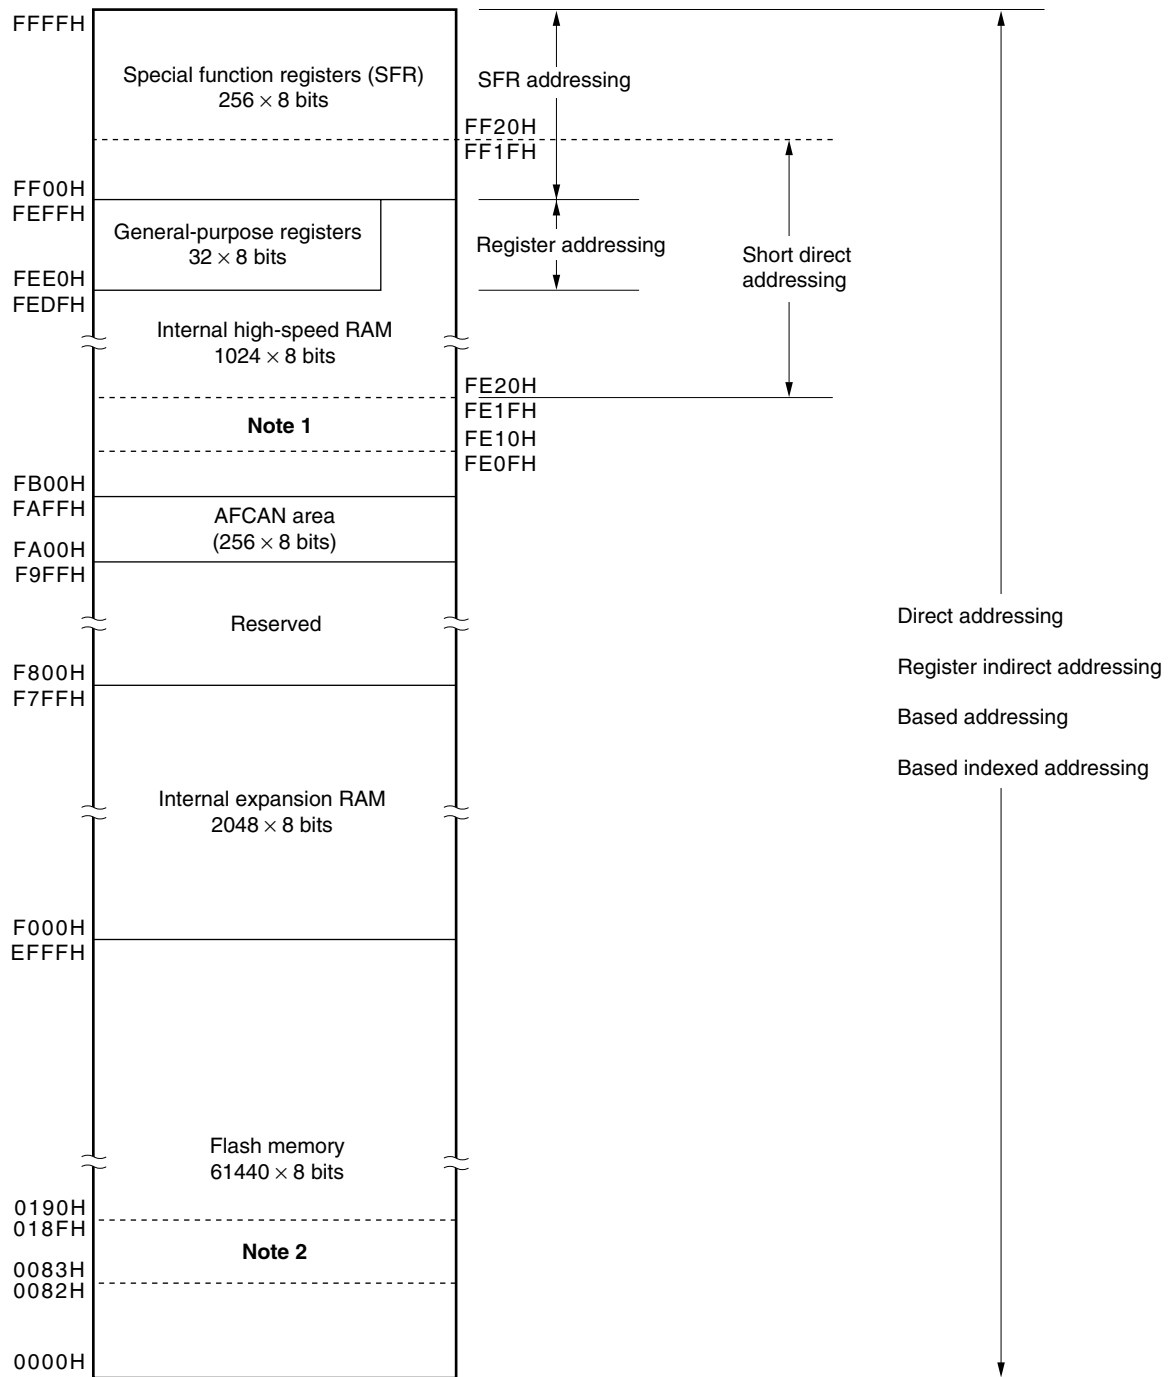 FFFFH
Special function registers (SFR)
256 × 8 bits
SFR addressing
FF20H
FF1FH
FF00H
FEFFH
General-purpose registers
32 × 8 bits
Register addressing
Short direct
addressing
FEE0H
FEDFH
Internal high-speed RAM
1024 × 8 bits
FE20H
FE1FH
Note 1
FE10H
FE0FH
FB00H
FAFFH
AFCAN area
(256 × 8 bits)
FA00H
F9FFH
Reserved
Direct addressing
Register indirect addressing
Based addressing
Based indexed addressing
F800H
F7FFH
Internal expansion RAM
2048 × 8 bits
F000H
EFFFH
Flash memory
61440 × 8 bits
0190H
018FH
Note 2
0083H
0082H
0000H